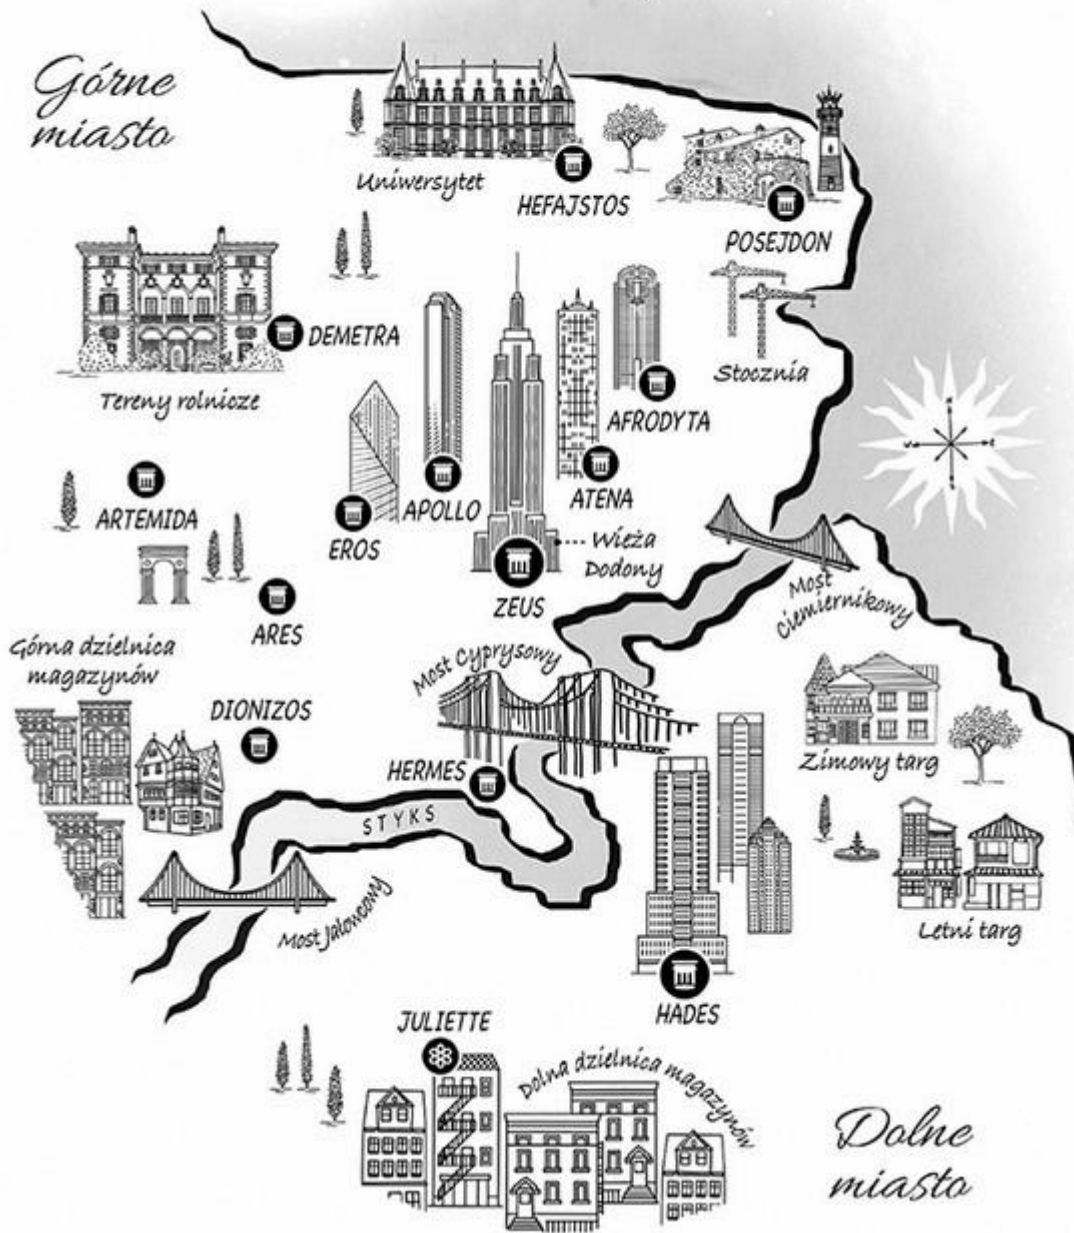 Górne
miasto
Uniwersytet
HEFAJSTOS
POSEJDON
DEMETRA
Tereny rolnicze
Stocznia
AFRODYTA
ATENA
APOLLO
EROS
ARTEMIDA
Wieża
Dodony
ZEUS
ARES
Most
Ciemiernikowy
Górna dzielnica
magazynów
Most Cyprysowy
DIONIZOS
HERMES
Zimowy targ
STYKS
Most Jałowcowy
Letni targ
HADES
JULIETTE
Dolna dzielnica magazynów
Dolne
miasto